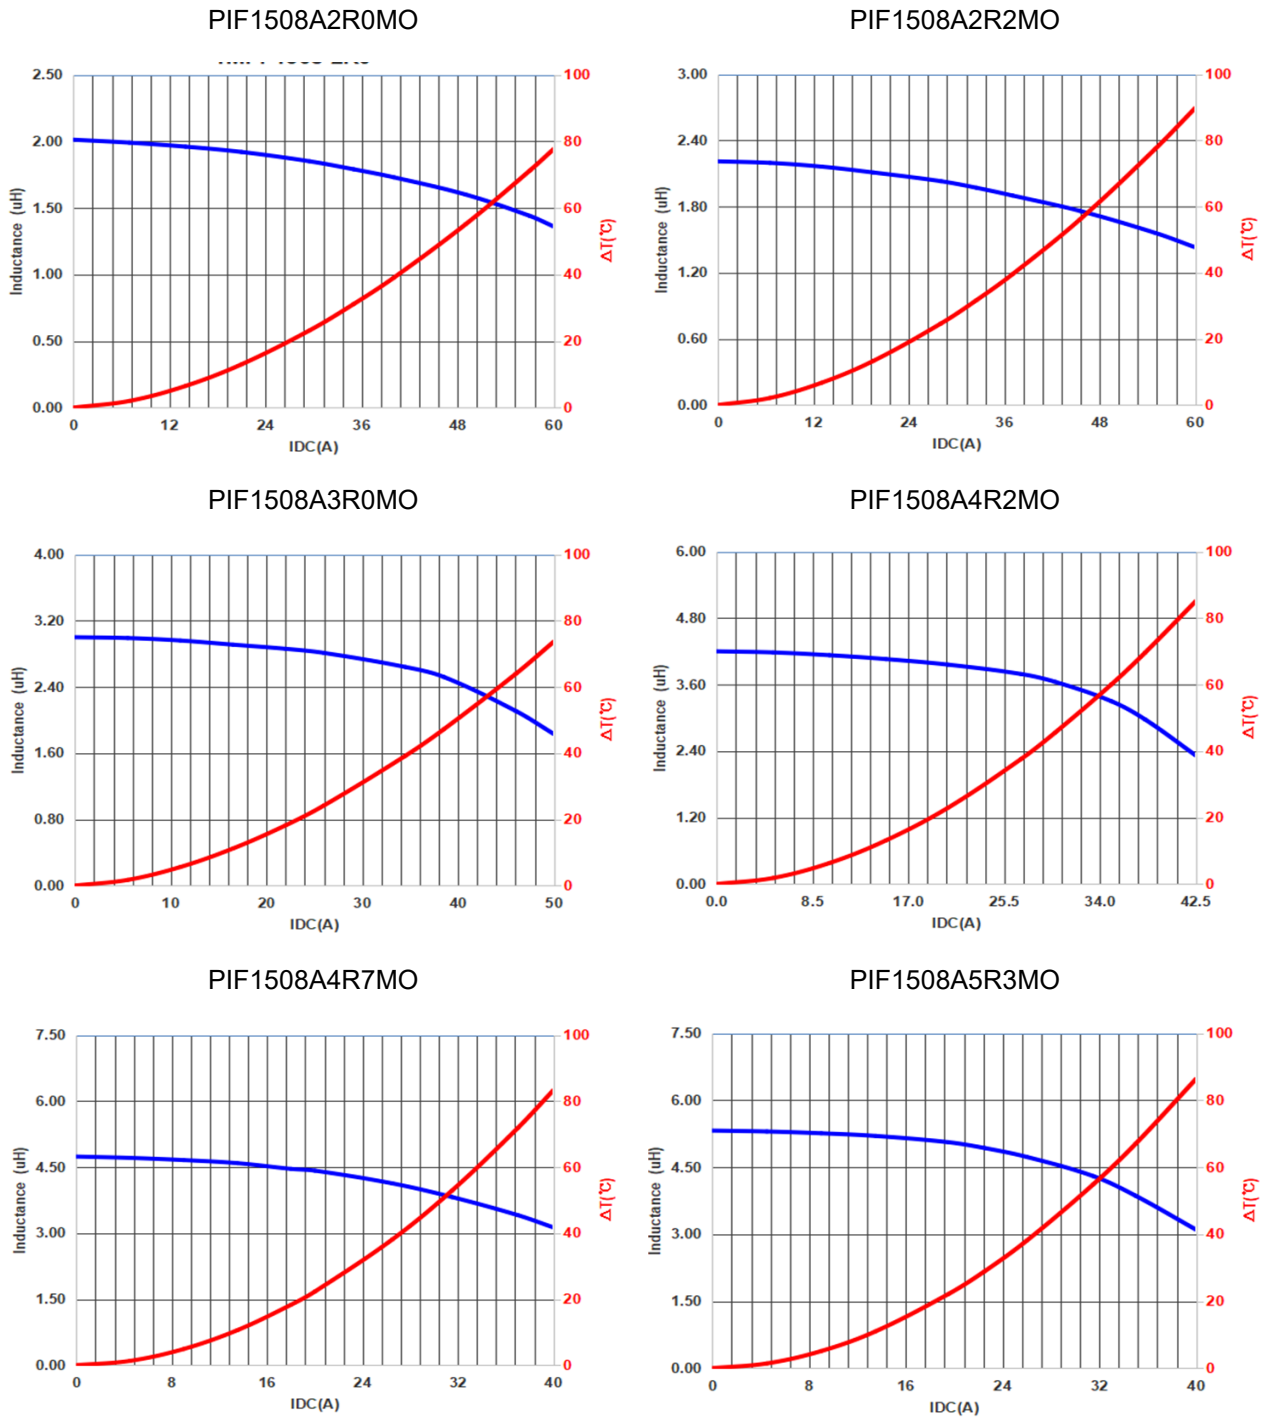 PIF1508A2R0MO
2.50
2.00
1.50
1.00
0.50
0.00
Inductance (uH)
100
80
60
40
20
0
ΔT(℃)
0 12 24 36 48 60
IDC(A)
PIF1508A2R2MO
3.00
2.40
1.80
1.20
0.60
0.00
Inductance (uH)
100
80
60
40
20
0
ΔT(℃)
0 12 24 36 48 60
IDC(A)
PIF1508A3R0MO
4.00
3.20
2.40
1.60
0.80
0.00
Inductance (uH)
100
80
60
40
20
0
ΔT(℃)
0 10 20 30 40 50
IDC(A)
PIF1508A4R2MO
6.00
4.80
3.60
2.40
1.20
0.00
Inductance (uH)
100
80
60
40
20
0
ΔT(℃)
0.0 8.5 17.0 25.5 34.0 42.5
IDC(A)
PIF1508A4R7MO
7.50
6.00
4.50
3.00
1.50
0.00
Inductance (uH)
100
80
60
40
20
0
ΔT(℃)
0 8 16 24 32 40
IDC(A)
PIF1508A5R3MO
7.50
6.00
4.50
3.00
1.50
0.00
Inductance (uH)
100
80
60
40
20
0
ΔT(℃)
0 8 16 24 32 40
IDC(A)